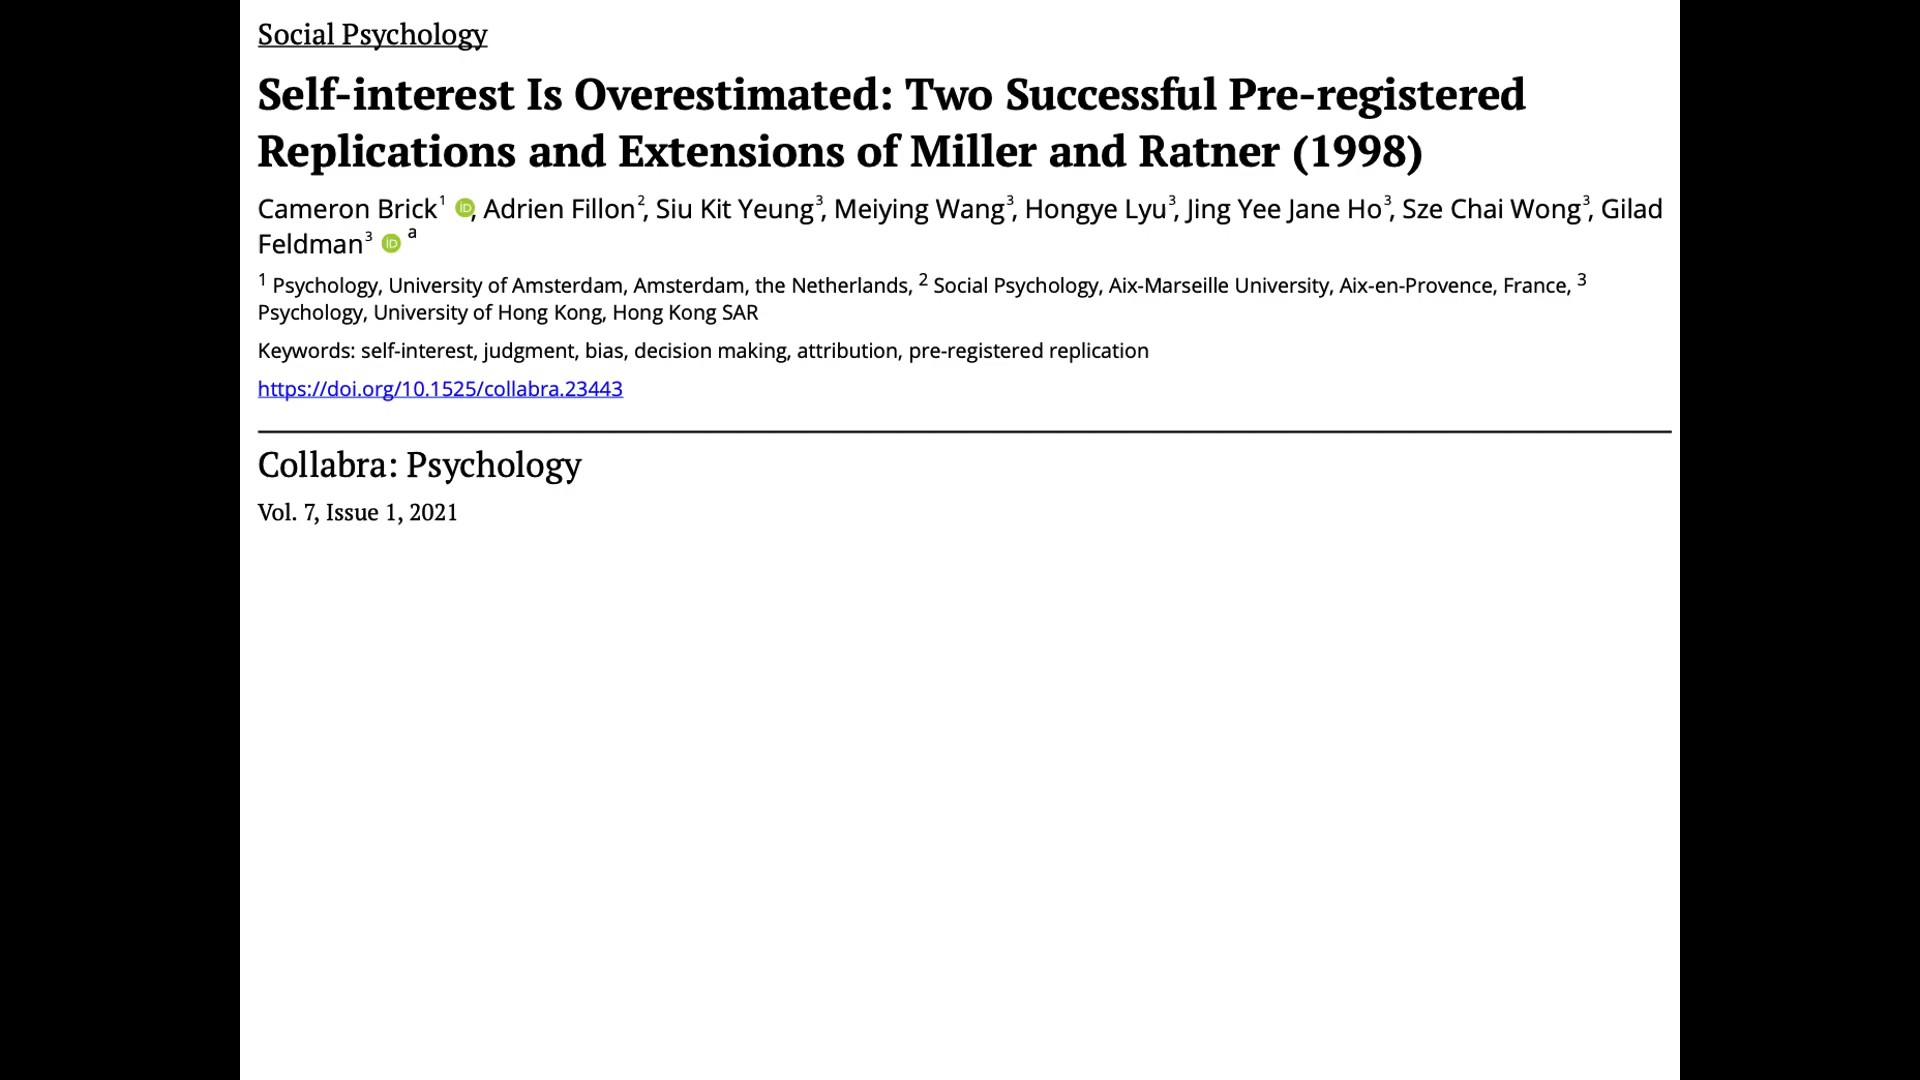 Social Psychology
Self-interest Is Overestimated: Two Successful Pre-registered
Replications and Extensions of Miller and Ratner (1998)
Cameron Brick¹ iD, Adrien Fillon², Siu Kit Yeung³, Meiying Wang³, Hongye Lyu³, Jing Yee Jane Ho³, Sze Chai Wong³, Gilad
Feldman³ iD ª
¹ Psychology, University of Amsterdam, Amsterdam, the Netherlands, ² Social Psychology, Aix-Marseille University, Aix-en-Provence, France, ³
Psychology, University of Hong Kong, Hong Kong SAR
Keywords: self-interest, judgment, bias, decision making, attribution, pre-registered replication
https://doi.org/10.1525/collabra.23443
Collabra: Psychology
Vol. 7, Issue 1, 2021